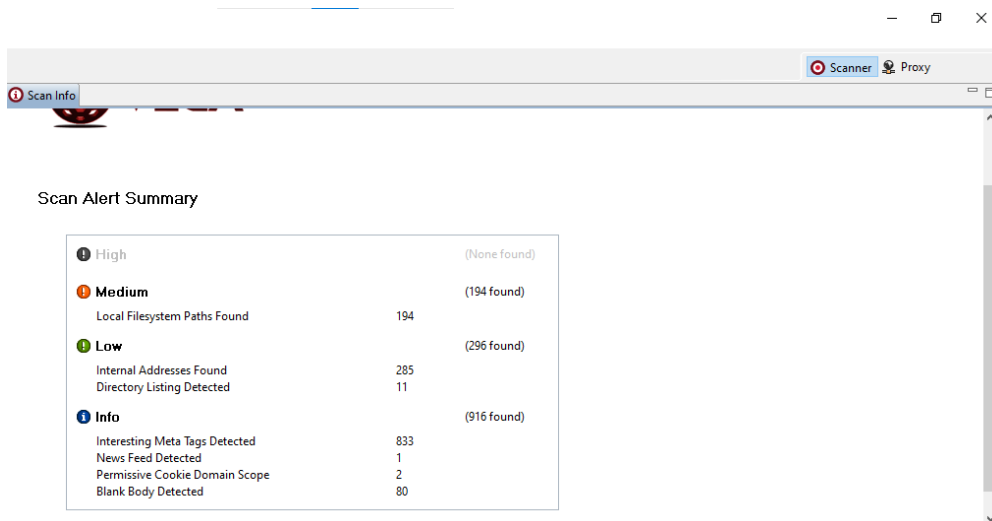 Scanner Proxy
Scan Info
Scan Alert Summary
High (None found)
Medium (194 found)
Local Filesystem Paths Found 194
Low (296 found)
Internal Addresses Found 285
Directory Listing Detected 11
Info (916 found)
Interesting Meta Tags Detected 833
News Feed Detected 1
Permissive Cookie Domain Scope 2
Blank Body Detected 80